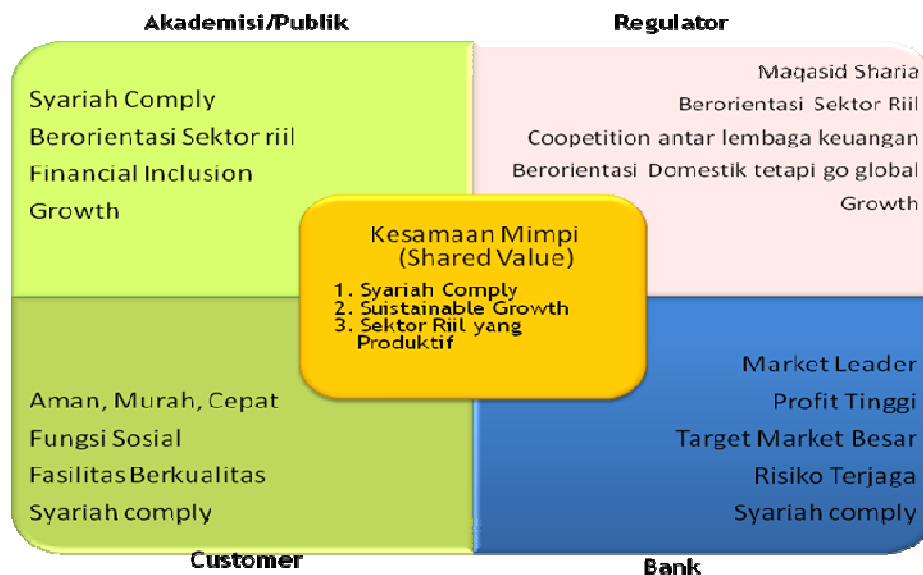 Akademisi/Publik
Syariah Comply
Berorientasi Sektor riil
Financial Inclusion
Growth
Regulator
Maqasid Sharia
Berorientasi Sektor Riil
Coopetition antar lembaga keuangan
Berorientasi Domestik tetapi go global
Growth
Kesamaan Mimpi
(Shared Value)
1. Syariah Comply
2. Suistainable Growth
3. Sektor Riil yang
Produktif
Aman, Murah, Cepat
Fungsi Sosial
Fasilitas Berkualitas
Syariah comply
Customer
Market Leader
Profit Tinggi
Target Market Besar
Risiko Terjaga
Syariah comply
Bank